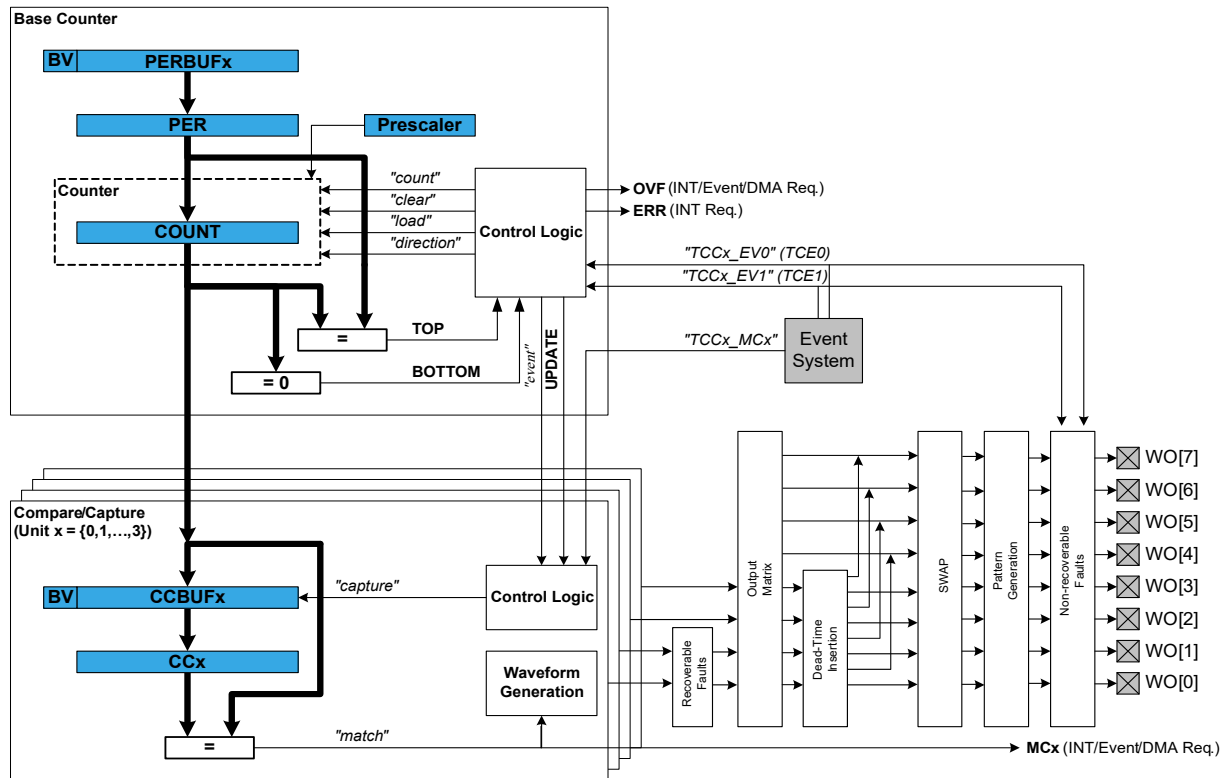 Base Counter
BV PERBUFx
PER
Prescaler
Counter
COUNT
"count"
"clear"
"load"
"direction"
Control Logic
OVF (INT/Event/DMA Req.)
ERR (INT Req.)
"TCCx_EV0" (TCE0)
"TCCx_EV1" (TCE1)
"TCCx_MCx"
Event
System
=
TOP
= 0
BOTTOM
"event"
UPDATE
Compare/Capture
(Unit x = {0,1,…,3})
BV CCBUFx
"capture"
Control Logic
CCx
Waveform
Generation
=
"match"
Recoverable
Faults
Output
Matrix
Dead-Time
Insertion
SWAP
Pattern
Generation
Non-recoverable
Faults
WO[7]
WO[6]
WO[5]
WO[4]
WO[3]
WO[2]
WO[1]
WO[0]
MCx (INT/Event/DMA Req.)